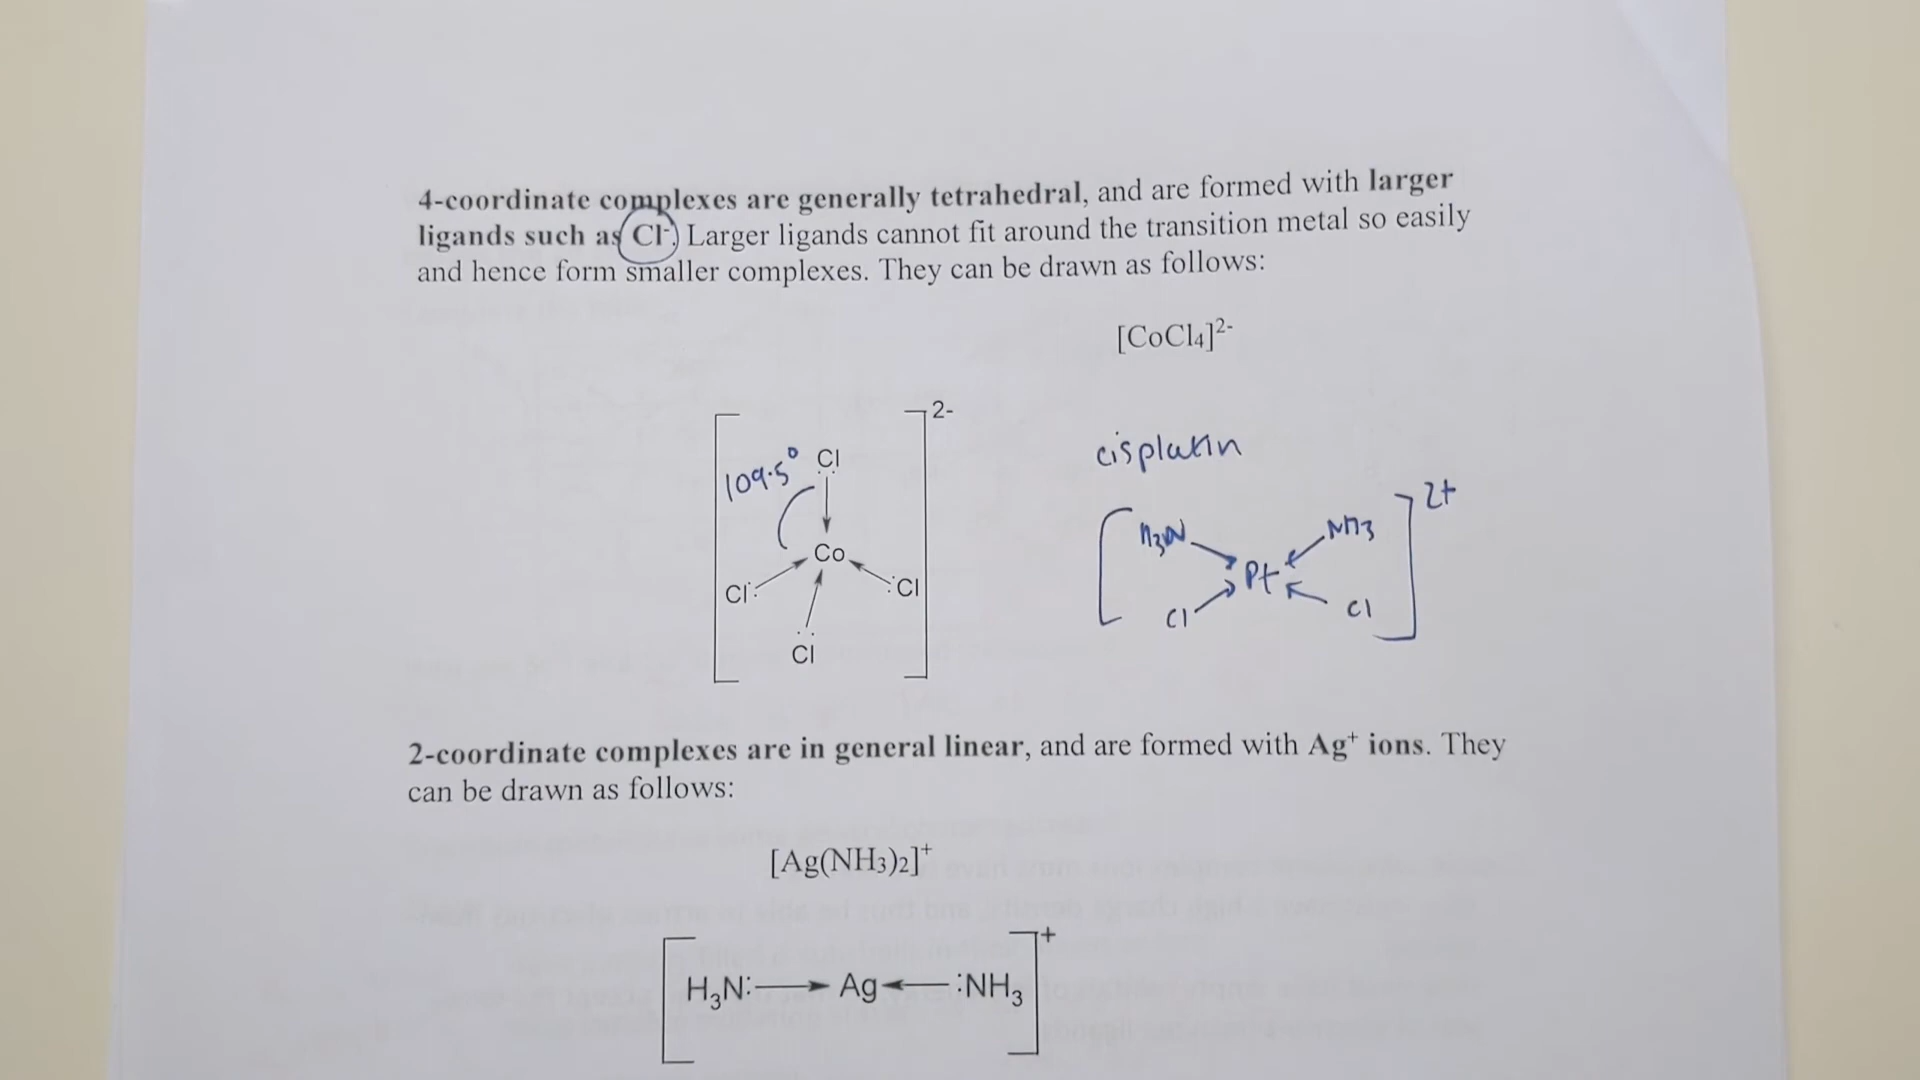 4-coordinate complexes are generally tetrahedral, and are formed with larger
ligands such as Cl-. Larger ligands cannot fit around the transition metal so easily
and hence form smaller complexes. They can be drawn as follows:
[CoCl4]2-
2-
109.5° Cl
Co
Cl Cl
Cl
cisplatin
2+
H3N NH3
Pt
Cl Cl
2-coordinate complexes are in general linear, and are formed with Ag+ ions. They
can be drawn as follows:
[Ag(NH3)2]+
+
H3N: Ag :NH3